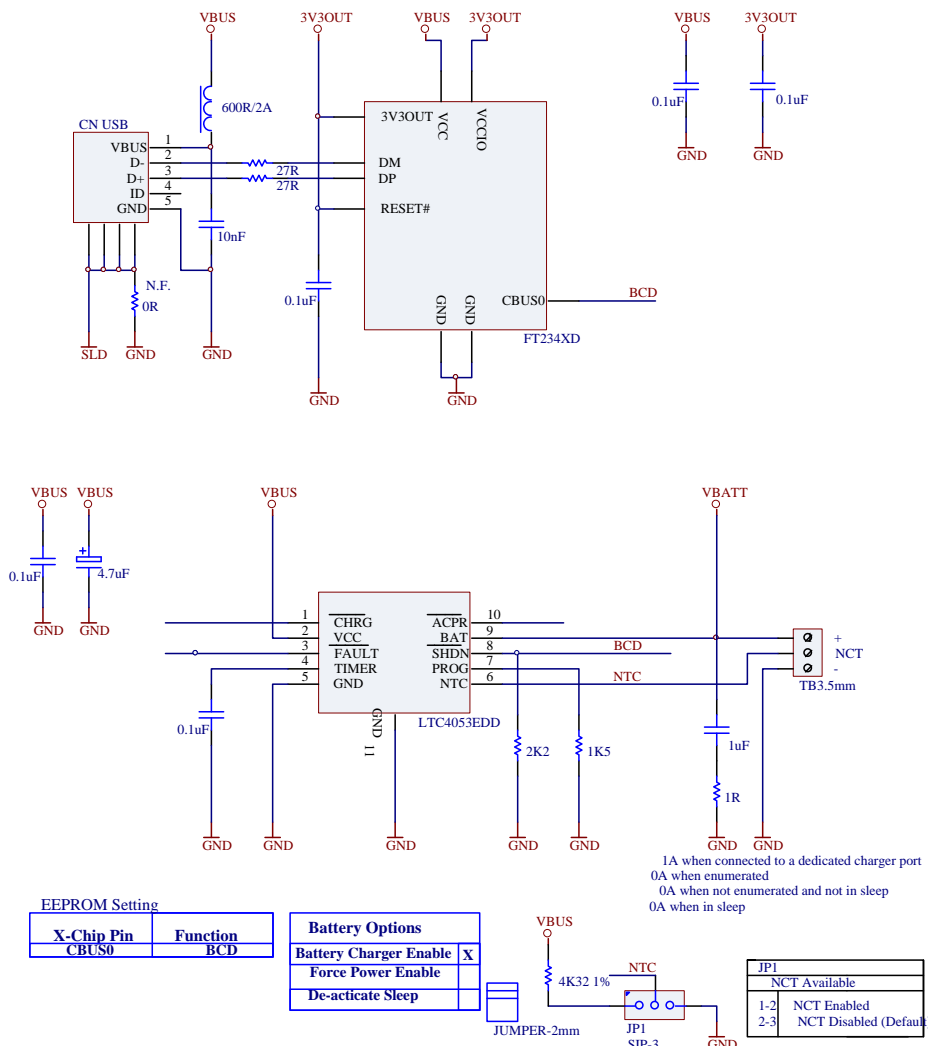 VBUS 3V3OUT VBUS 3V3OUT VBUS 3V3OUT
600R/2A
0.1uF 0.1uF
GND GND
CN USB
VBUS 1
D- 2
D+ 3
ID 4
GND 5
27R
27R
10nF
N.F.
0R
0.1uF
SLD GND GND
GND
3V3OUT VCC VCCIO
DM
DP
RESET#
GND GND CBUS0 BCD
FT234XD
GND
VBUS VBUS VBUS VBATT
0.1uF 4.7uF
+
GND GND
1 CHRG ACPR 10
2 VCC BAT 9
3 FAULT SHDN 8 BCD
4 TIMER PROG 7
5 GND NTC 6 NTC
GND 11
LTC4053EDD
+
NCT
-
TB3.5mm
0.1uF
2K2 1K5 1uF
1R
GND GND GND GND GND GND GND
1A when connected to a dedicated charger port
0A when enumerated
0A when not enumerated and not in sleep
0A when in sleep
EEPROM Setting
X-Chip Pin Function
CBUS0 BCD
Battery Options
Battery Charger Enable X
Force Power Enable
De-acticate Sleep
JUMPER-2mm
VBUS
4K32 1%
NTC
JP1
SIP-3
GND
JP1
NCT Available
1-2 NCT Enabled
2-3 NCT Disabled (Default